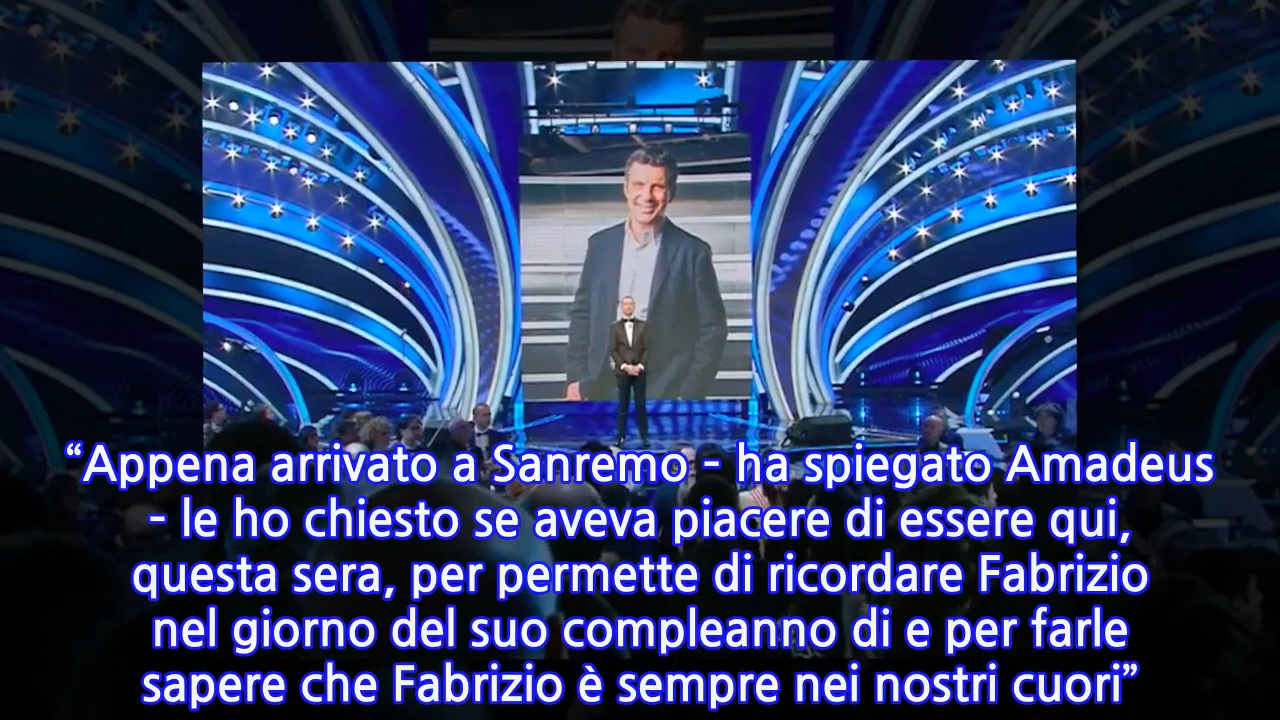 “Appena arrivato a Sanremo - ha spiegato Amadeus
- le ho chiesto se aveva piacere di essere qui,
questa sera, per permette di ricordare Fabrizio
nel giorno del suo compleanno di e per farle
sapere che Fabrizio è sempre nei nostri cuori”